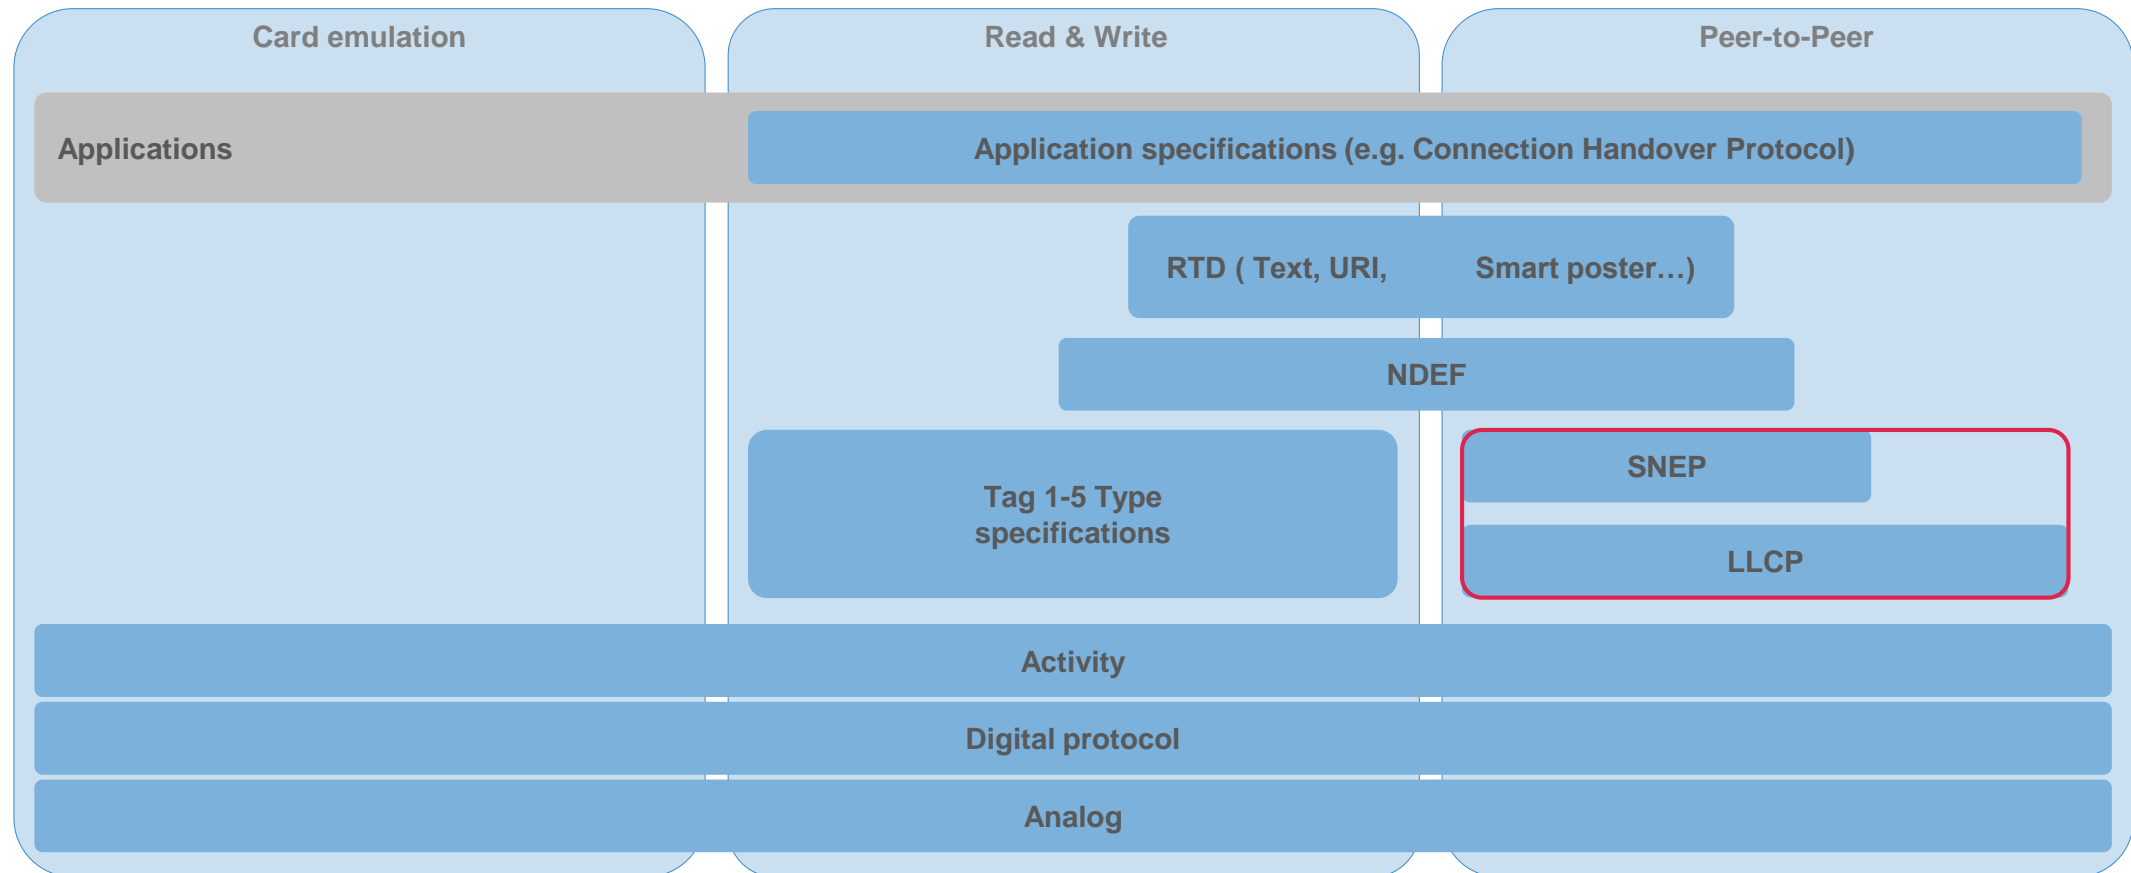 Card emulation
Read & Write
Peer-to-Peer
Applications
Application specifications (e.g. Connection Handover Protocol)
RTD ( Text, URI, Smart poster…)
NDEF
Tag 1-5 Type
specifications
SNEP
LLCP
Activity
Digital protocol
Analog